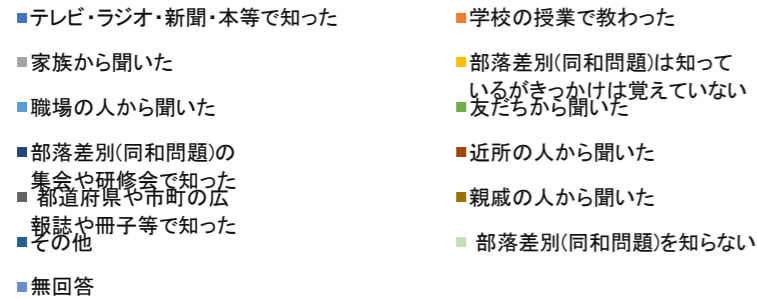 テレビ・ラジオ・新聞・本等で知った
学校の授業で教わった
家族から聞いた
部落差別(同和問題)は知って
いるがきっかけは覚えていない
職場の人から聞いた
友だちから聞いた
部落差別(同和問題)の
集会や研修会で知った
近所の人から聞いた
都道府県や市町の広
報誌や冊子等で知った
親戚の人から聞いた
その他
部落差別(同和問題)を知らない
無回答